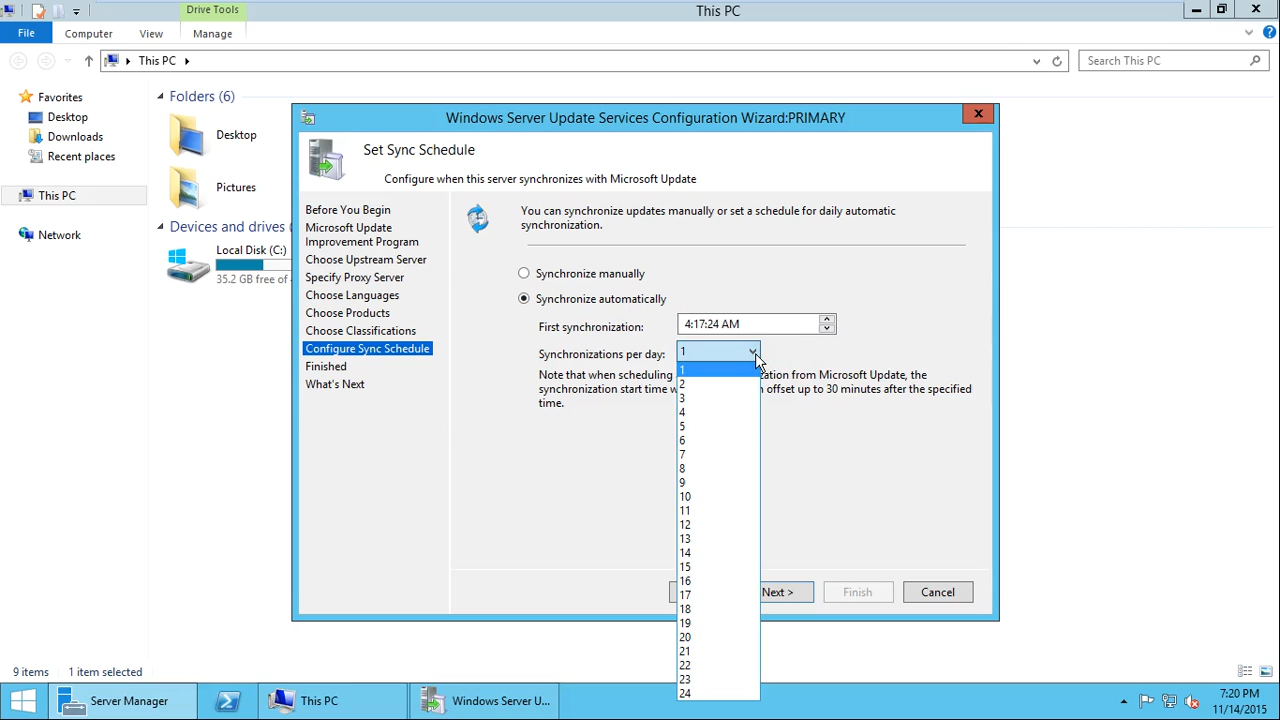 Drive Tools
This PC
File
Computer
View
Manage
This PC
Search This PC
Favorites
Desktop
Downloads
Recent places
This PC
Network
Folders (6)
Desktop
Pictures
Devices and drives (
Local Disk (C:)
35.2 GB free of
Windows Server Update Services Configuration Wizard:PRIMARY
Set Sync Schedule
Configure when this server synchronizes with Microsoft Update
Before You Begin
Microsoft Update
Improvement Program
Choose Upstream Server
Specify Proxy Server
Choose Languages
Choose Products
Choose Classifications
Configure Sync Schedule
Finished
What's Next
You can synchronize updates manually or set a schedule for daily automatic
synchronization.
Synchronize manually
Synchronize automatically
First synchronization:
4:17:24 AM
Synchronizations per day:
1
Note that when scheduling ization from Microsoft Update, the
synchronization start time w n offset up to 30 minutes after the specified
time.
1
2
3
4
5
6
7
8
9
10
11
12
13
14
15
16
17
18
19
20
21
22
23
24
Next >
Finish
Cancel
9 items
1 item selected
Server Manager
This PC
Windows Server U...
7:20 PM
11/14/2015